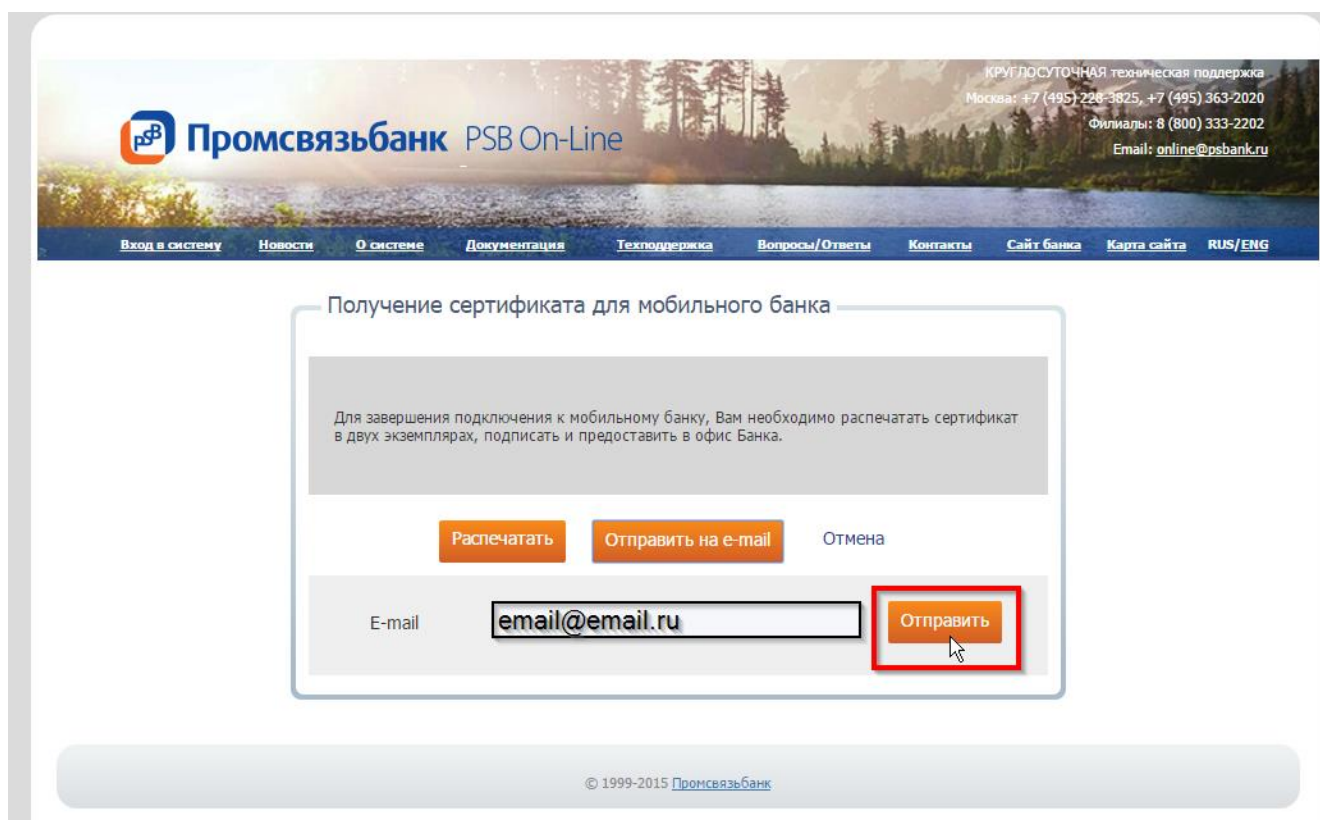 КРУГЛОСУТОЧНАЯ техническая поддержка
Москва: +7 (495) 228-3825, +7 (495) 363-2020
Филиалы: 8 (800) 333-2202
Email: online@psbank.ru
PSB Промсвязьбанк PSB On-Line
Вход в систему Новости О системе Документация Техподдержка Вопросы/Ответы Контакты Сайт банка Карта сайта RUS/ENG
Получение сертификата для мобильного банка
Для завершения подключения к мобильному банку, Вам необходимо распечатать сертификат
в двух экземплярах, подписать и предоставить в офис Банка.
Распечатать Отправить на e-mail Отмена
E-mail email@email.ru Отправить
© 1999-2015 Промсвязьбанк